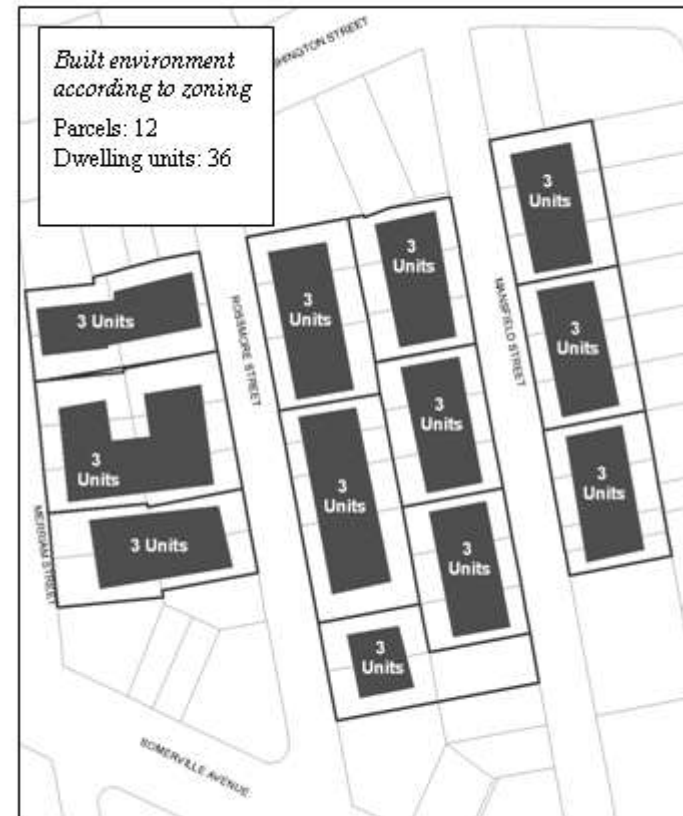 Built environment
according to zoning
Parcels: 12
Dwelling units: 36
STREET
3
Units
3
Units
3
Units
3 Units
ROSSMORE STREET
MANSFIELD STREET
3
Units
3
Units
3
Units
3
Units
3
Units
MERRIAM STREET
3 Units
3
Units
3
Units
SOMERVILLE AVENUE